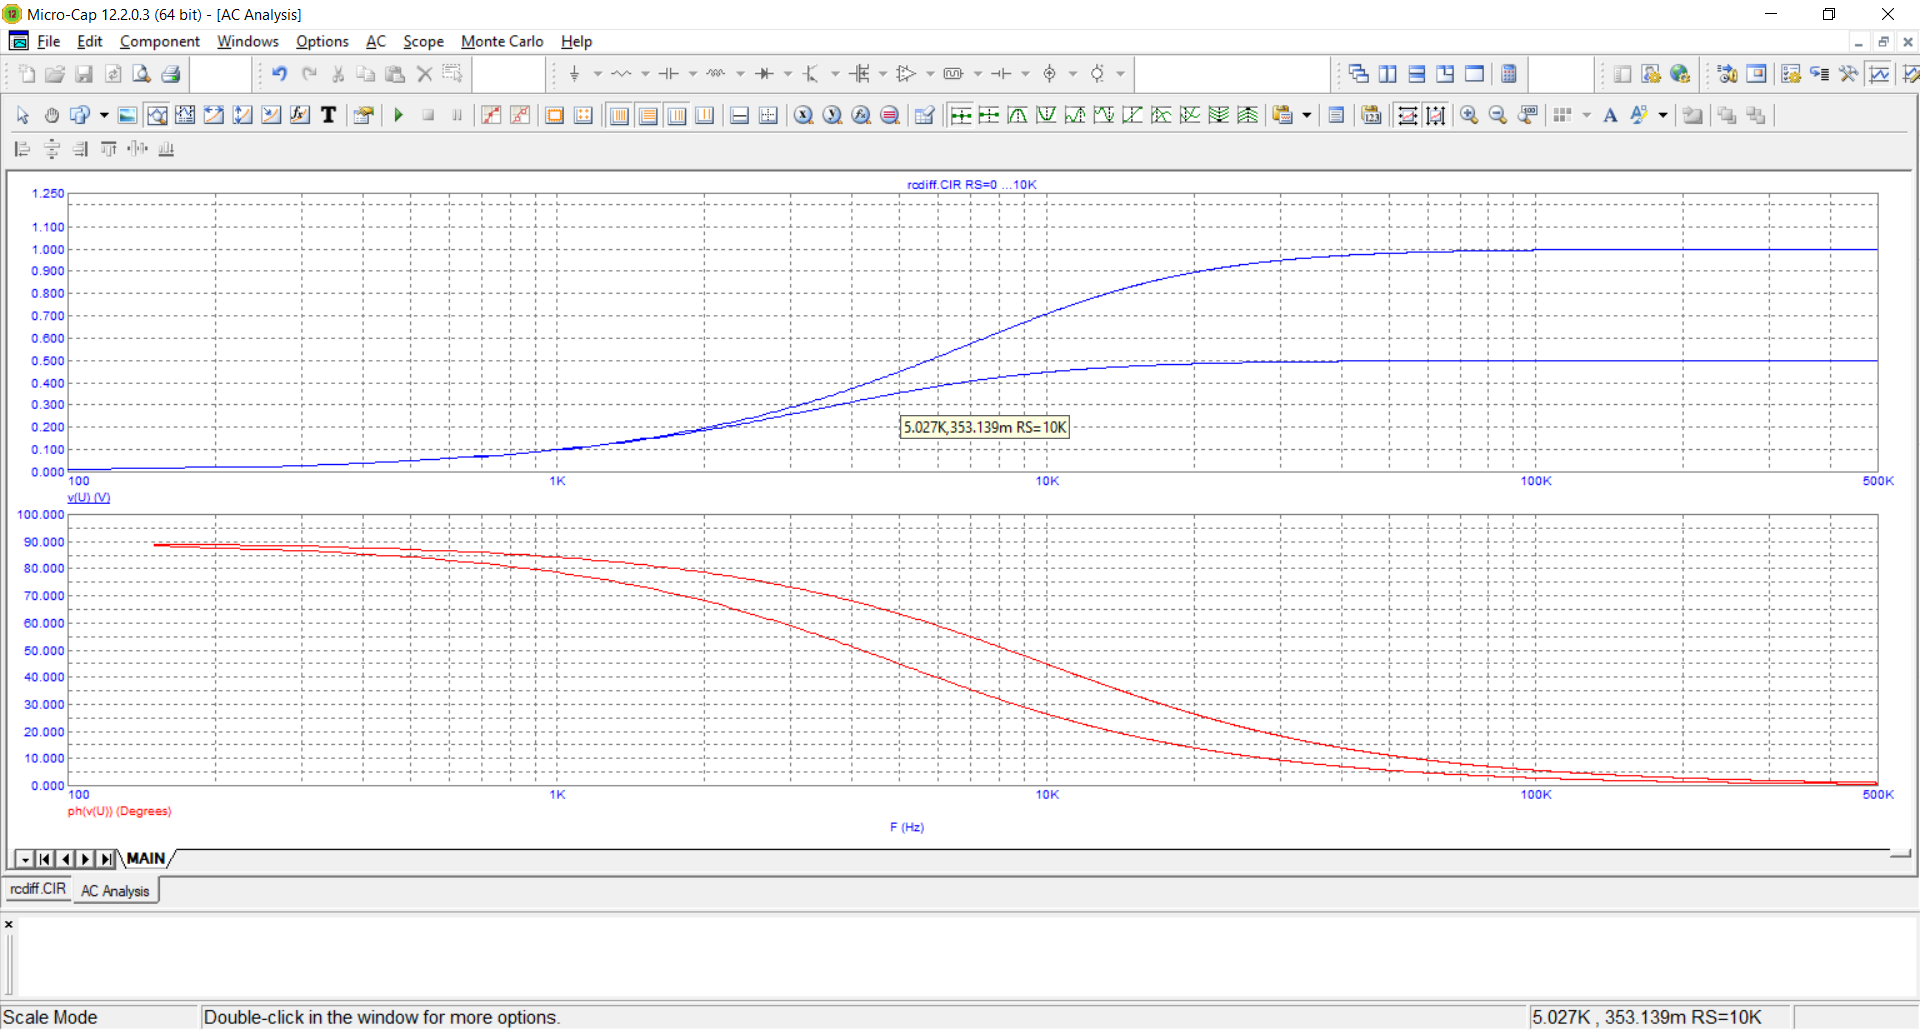 Micro-Cap 12.2.0.3 (64 bit) - [AC Analysis]
File Edit Component Windows Options AC Scope Monte Carlo Help
rcdiff.CIR RS=0 ...10K
1.250
1.100
1.000
0.900
0.800
0.700
0.600
0.500
0.400
0.300
0.200
0.100
0.000
5.027K,353.139m RS=10K
100 1K 10K 100K 500K
v(U) (V)
100.000
90.000
80.000
70.000
60.000
50.000
40.000
30.000
20.000
10.000
0.000
100 1K 10K 100K 500K
ph(v(U)) (Degrees)
F (Hz)
MAIN
rcdiff.CIR AC Analysis
Scale Mode Double-click in the window for more options. 5.027K , 353.139m RS=10K